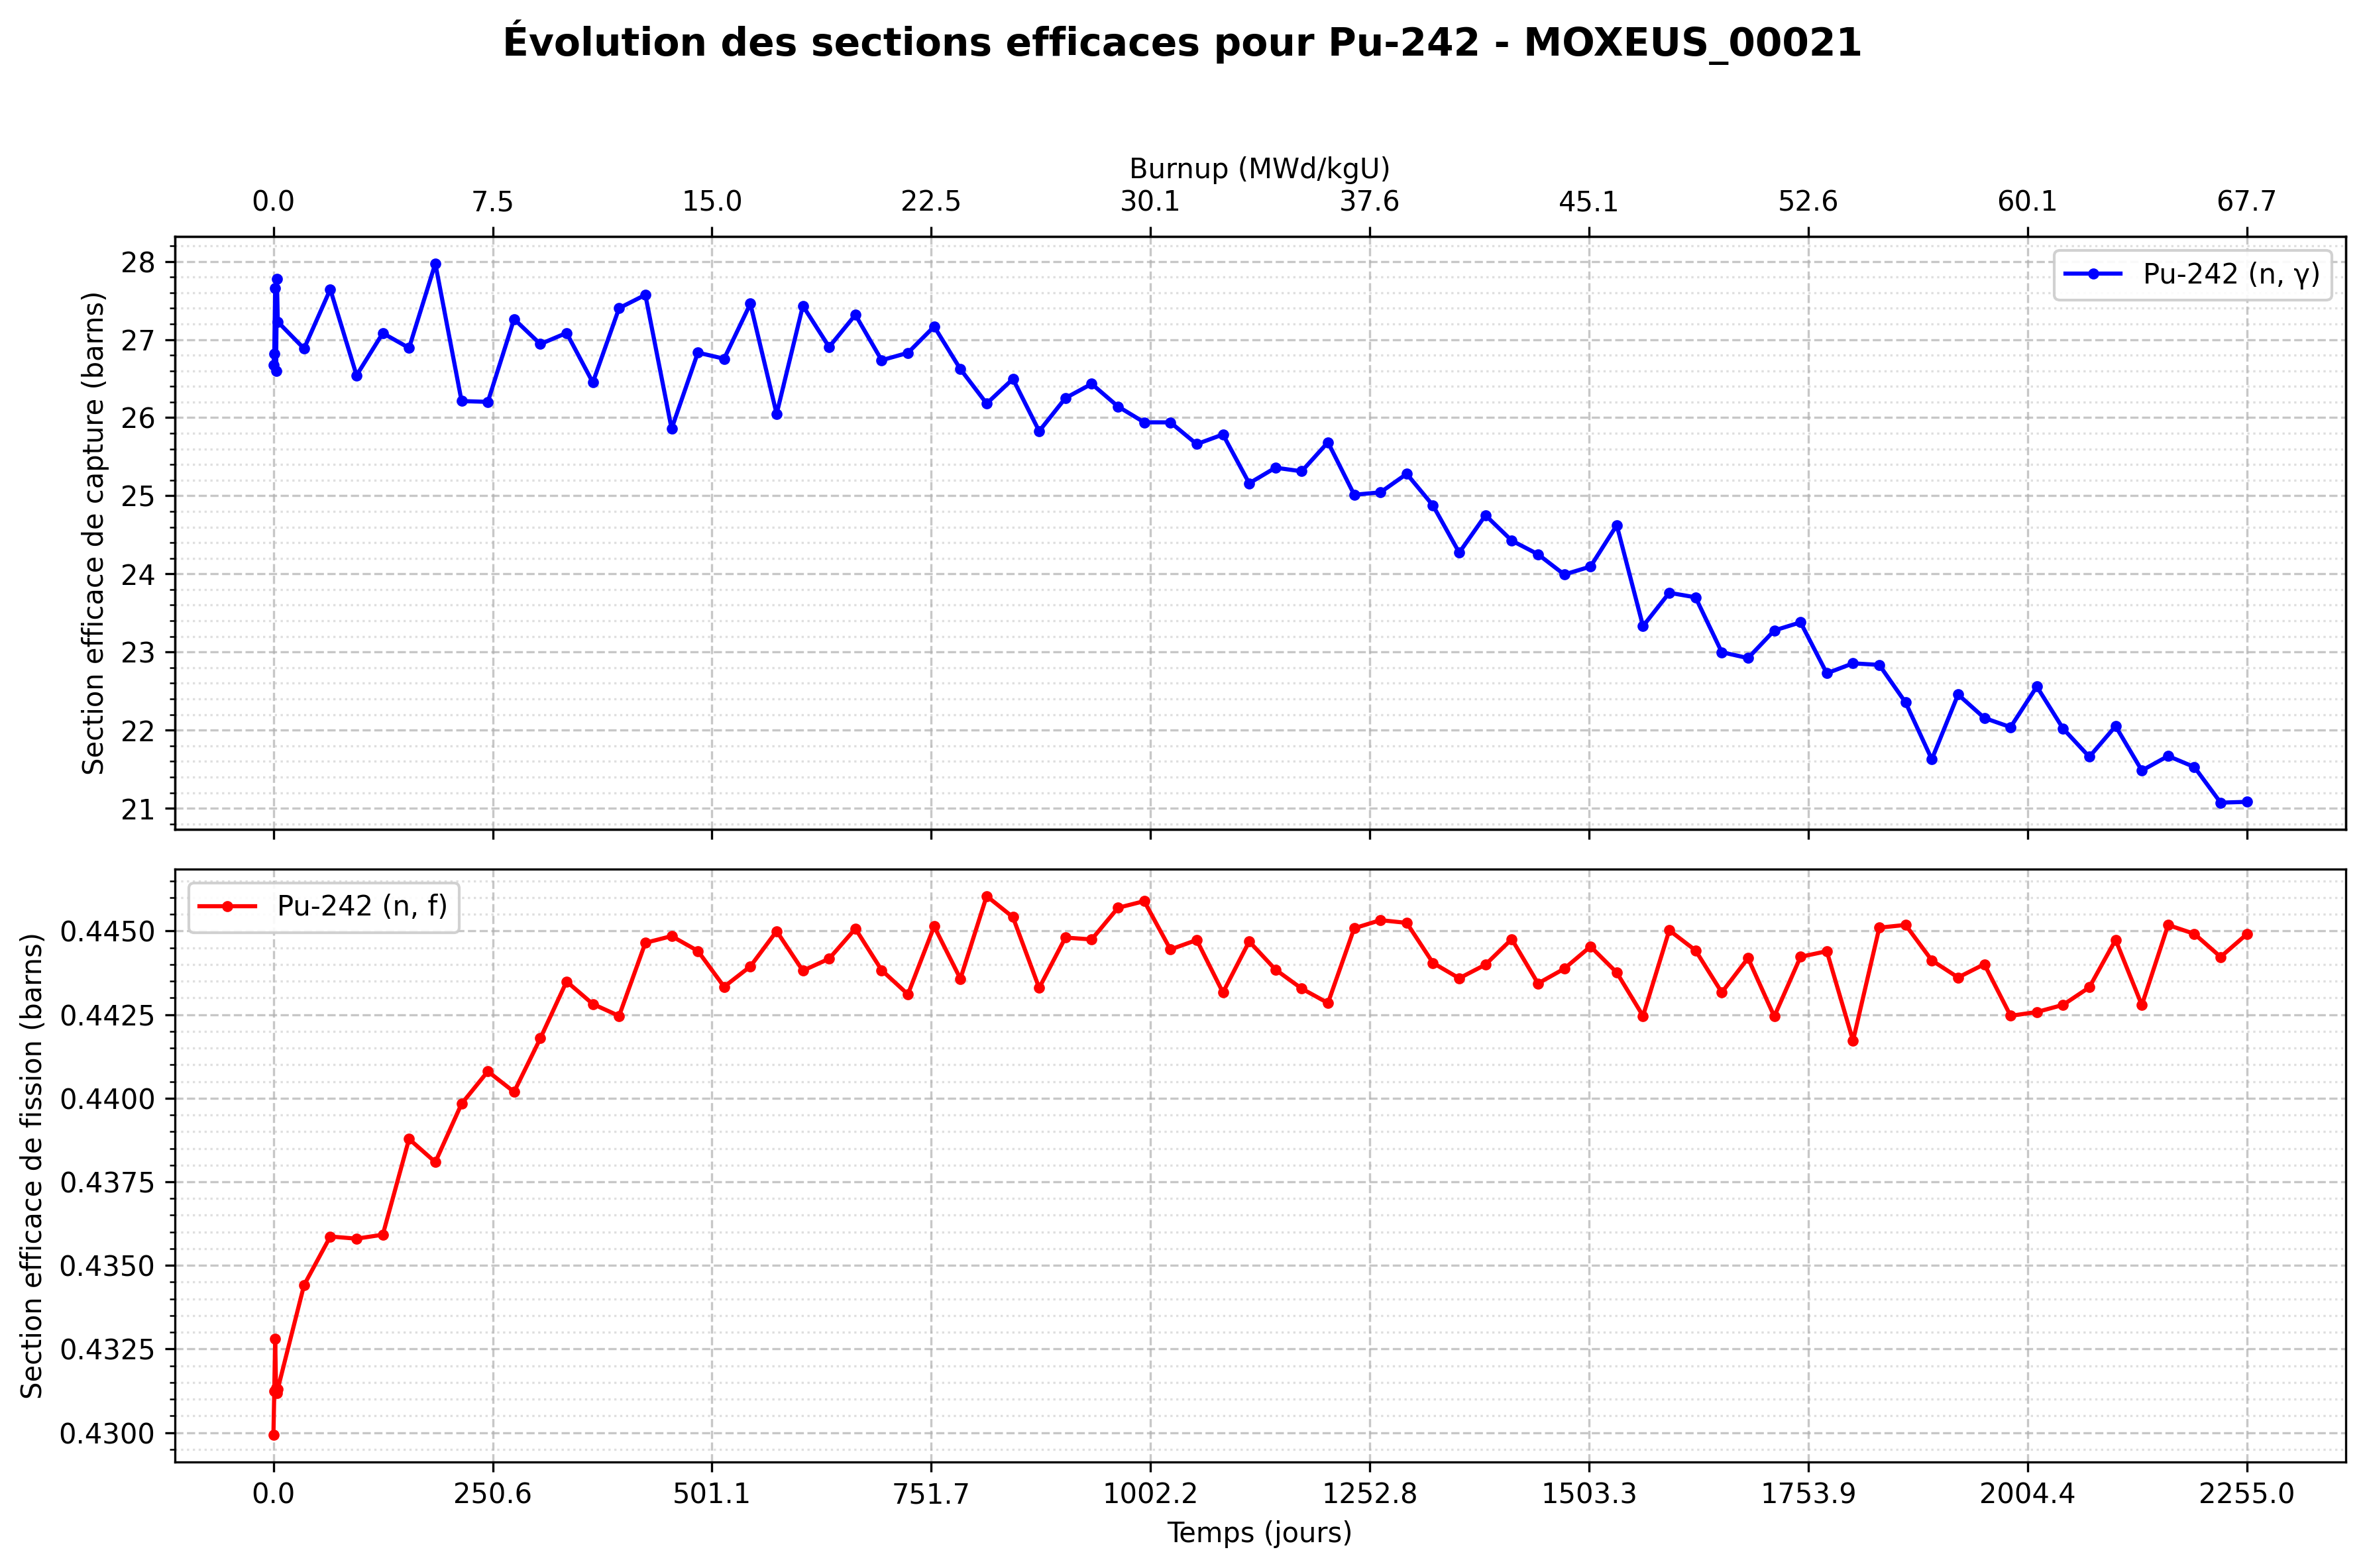 Évolution des sections efficaces pour Pu-242 - MOXEUS_00021
Burnup (MWd/kgU)
0.0 7.5 15.0 22.5 30.1 37.6 45.1 52.6 60.1 67.7
Section efficace de capture (barns)
28
27
26
25
24
23
22
21
Pu-242 (n, γ)
Section efficace de fission (barns)
0.4450
0.4425
0.4400
0.4375
0.4350
0.4325
0.4300
Pu-242 (n, f)
0.0 250.6 501.1 751.7 1002.2 1252.8 1503.3 1753.9 2004.4 2255.0
Temps (jours)